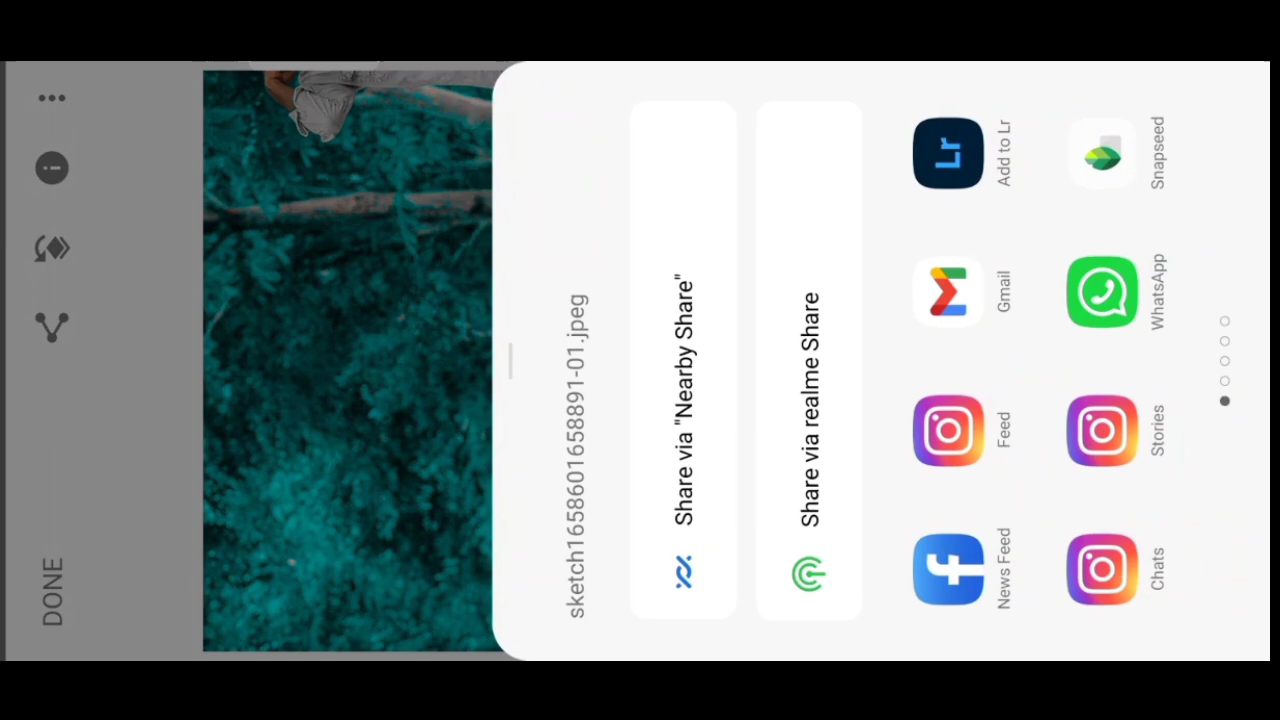 DONE
sketch1658601658891-01.jpeg
Share via "Nearby Share"
Share via realme Share
News Feed
Feed
Gmail
Lr
Add to Lr
Chats
Stories
WhatsApp
Snapseed